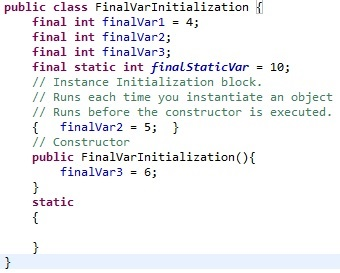 public class FinalVarInitialization {
    final int finalVar1 = 4;
    final int finalVar2;
    final int finalVar3;
    final static int finalStaticVar = 10;
    // Instance Initialization block.
    // Runs each time you instantiate an object
    // Runs before the constructor is executed.
    {   finalVar2 = 5;  }
    // Constructor
    public FinalVarInitialization(){
        finalVar3 = 6;
    }
    static
    {
    }
}